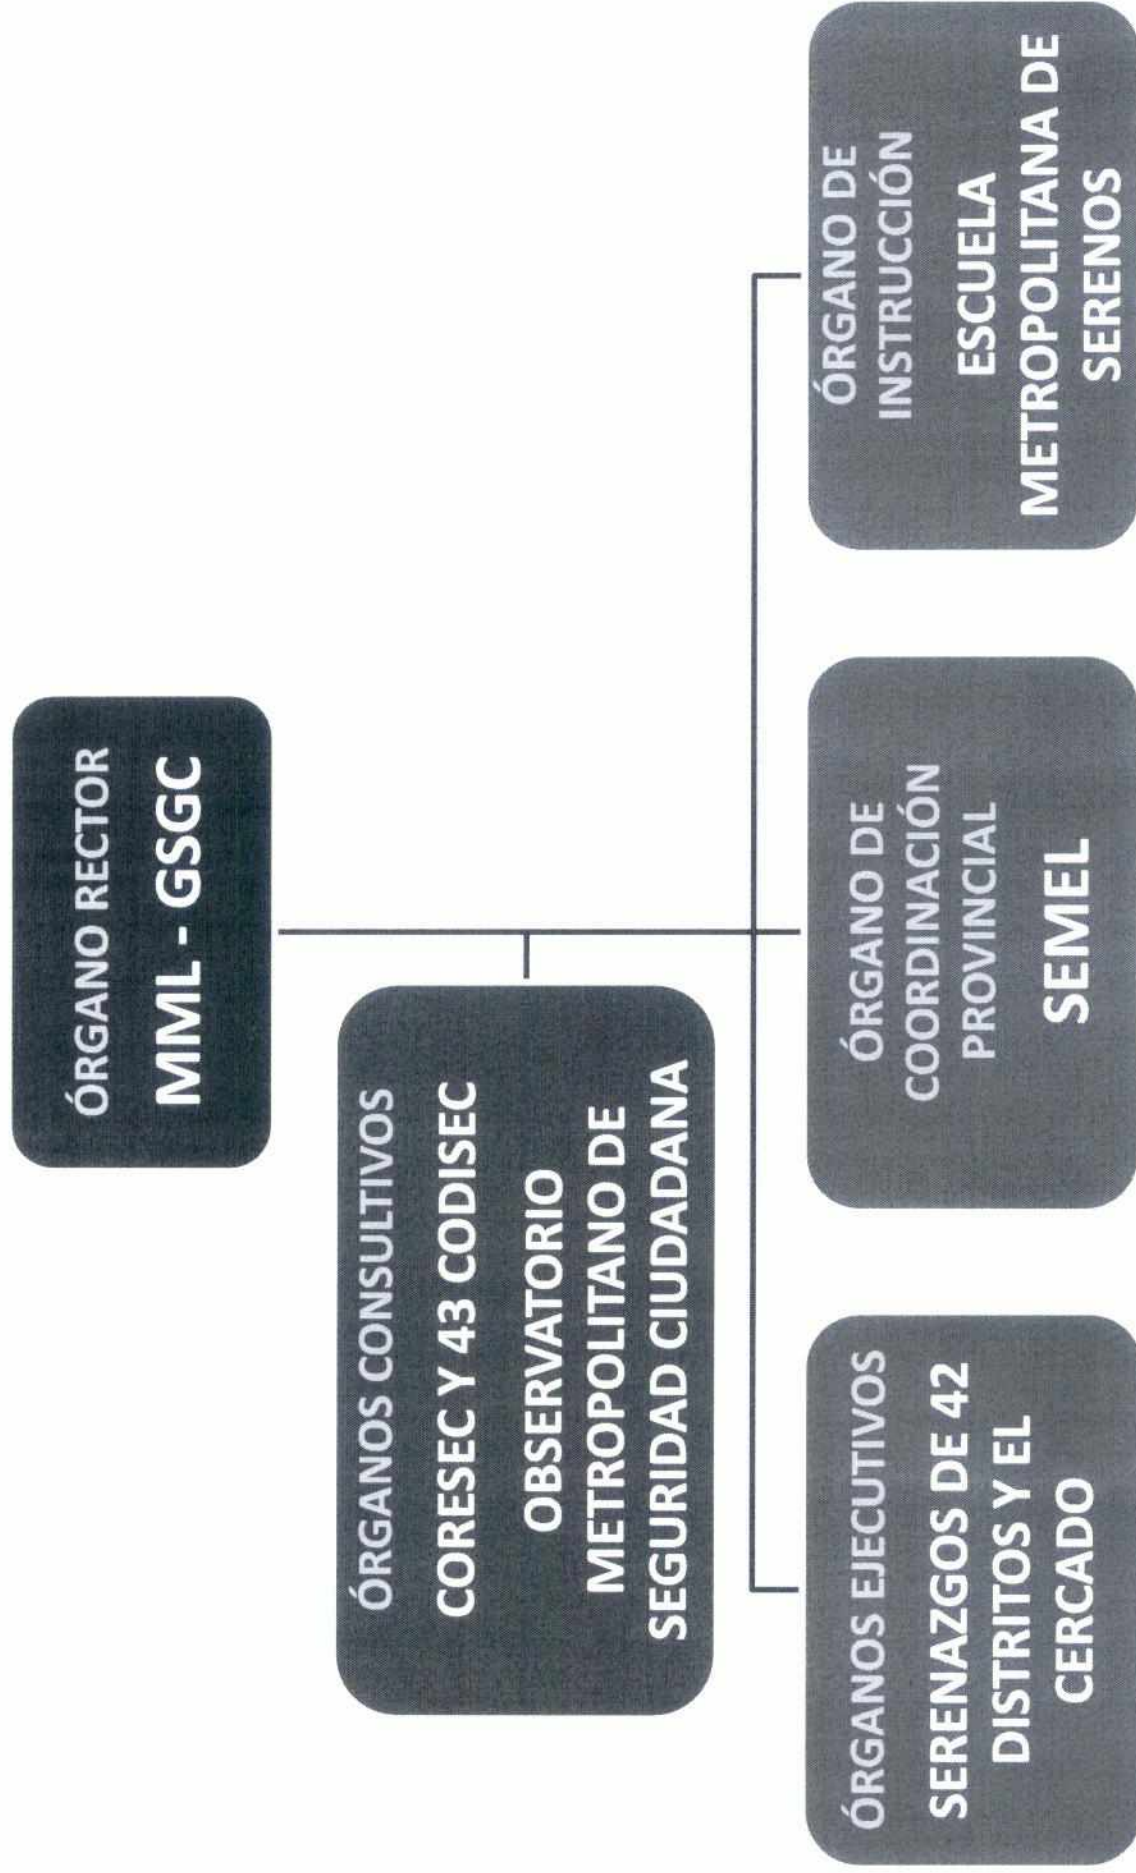 ÓRGANO RECTOR
MML - GSGC
ÓRGANOS CONSULTIVOS
CORESEC Y 43 CODISEC
OBSERVATORIO
METROPOLITANO DE
SEGURIDAD CIUDADANA
ÓRGANOS EJECUTIVOS
SERENAZGOS DE 42
DISTRITOS Y EL
CERCADO
ÓRGANO DE
COORDINACIÓN
PROVINCIAL
SEMEL
ÓRGANO DE
INSTRUCCIÓN
ESCUELA
METROPOLITANA DE
SERENOS